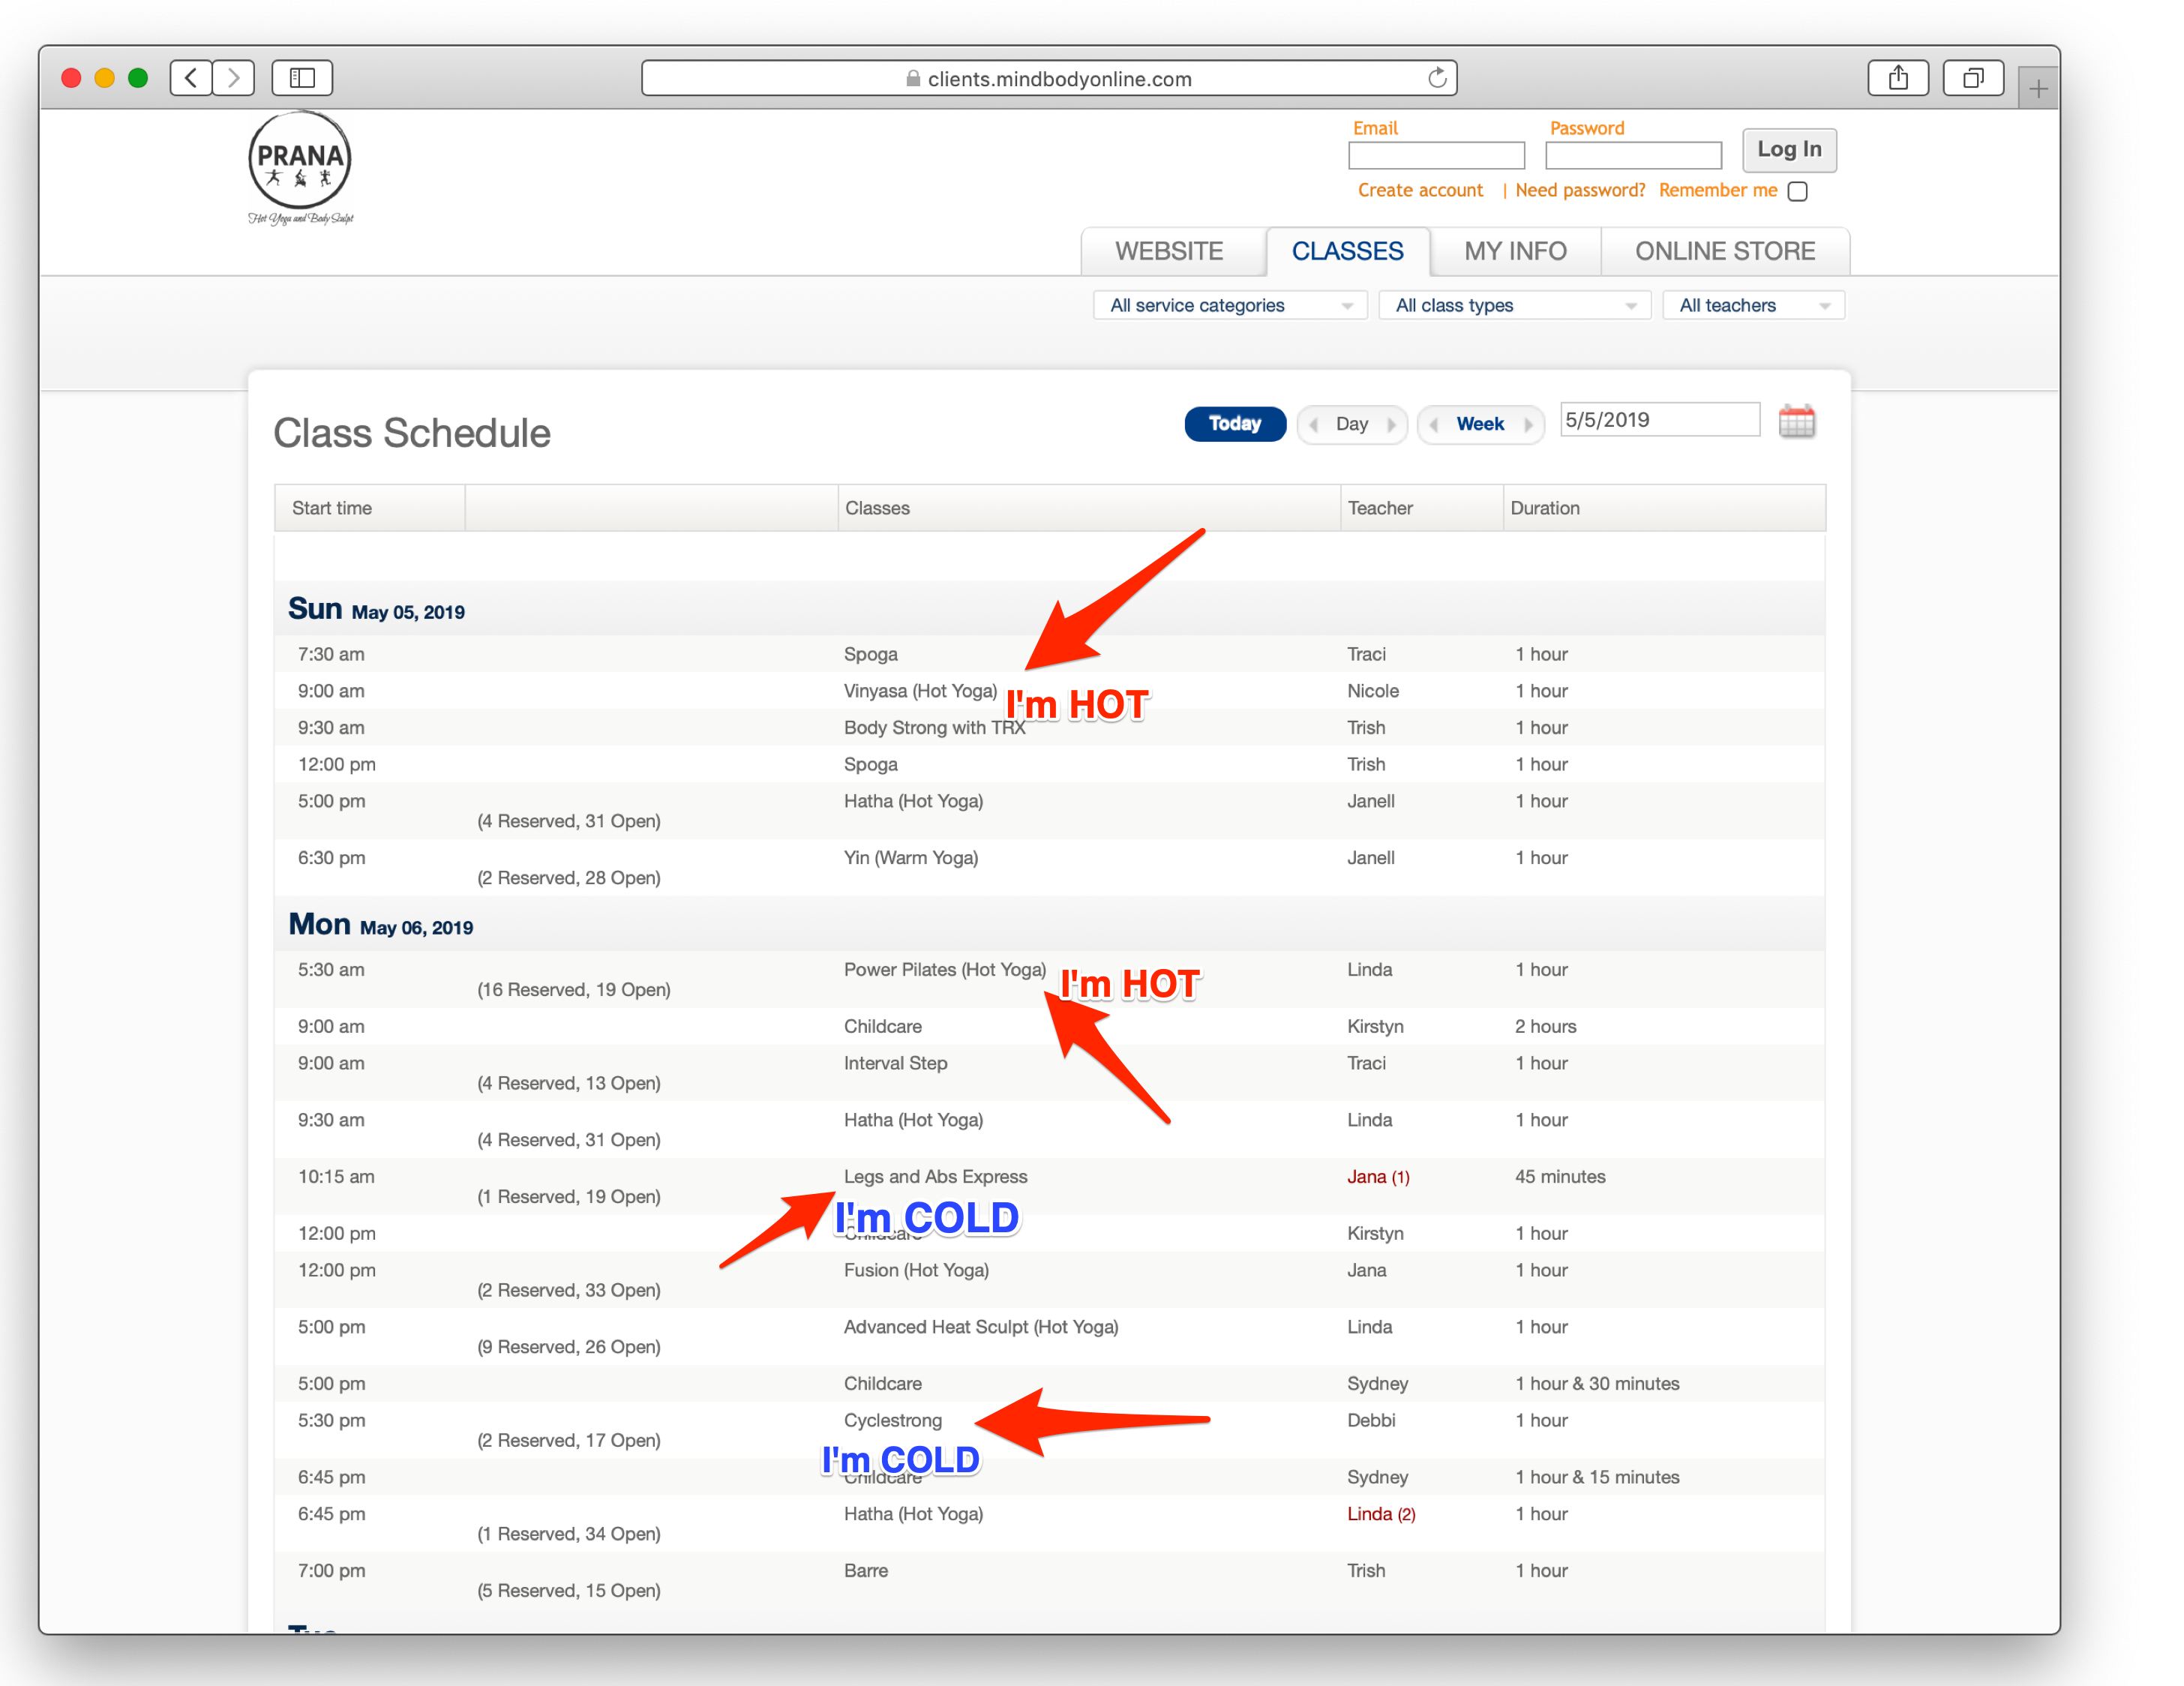 clients.mindbodyonline.com
PRANA
Hot Yoga and Body Sculpt
Email Password
Log In
Create account | Need password? Remember me
WEBSITE CLASSES MY INFO ONLINE STORE
All service categories All class types All teachers
Class Schedule
Today Day Week 5/5/2019
Start time Classes Teacher Duration
Sun May 05, 2019
7:30 am Spoga Traci 1 hour
9:00 am Vinyasa (Hot Yoga) Nicole 1 hour
I'm HOT
9:30 am Body Strong with TRX Trish 1 hour
12:00 pm Spoga Trish 1 hour
5:00 pm Hatha (Hot Yoga) Janell 1 hour
(4 Reserved, 31 Open)
6:30 pm Yin (Warm Yoga) Janell 1 hour
(2 Reserved, 28 Open)
Mon May 06, 2019
5:30 am Power Pilates (Hot Yoga) Linda 1 hour
I'm HOT
(16 Reserved, 19 Open)
9:00 am Childcare Kirstyn 2 hours
9:00 am Interval Step Traci 1 hour
(4 Reserved, 13 Open)
9:30 am Hatha (Hot Yoga) Linda 1 hour
(4 Reserved, 31 Open)
10:15 am Legs and Abs Express Jana (1) 45 minutes
(1 Reserved, 19 Open)
I'm COLD
12:00 pm Childcare Kirstyn 1 hour
12:00 pm Fusion (Hot Yoga) Jana 1 hour
(2 Reserved, 33 Open)
5:00 pm Advanced Heat Sculpt (Hot Yoga) Linda 1 hour
(9 Reserved, 26 Open)
5:00 pm Childcare Sydney 1 hour & 30 minutes
5:30 pm Cyclestrong Debbi 1 hour
(2 Reserved, 17 Open)
I'm COLD
6:45 pm Childcare Sydney 1 hour & 15 minutes
6:45 pm Hatha (Hot Yoga) Linda (2) 1 hour
(1 Reserved, 34 Open)
7:00 pm Barre Trish 1 hour
(5 Reserved, 15 Open)